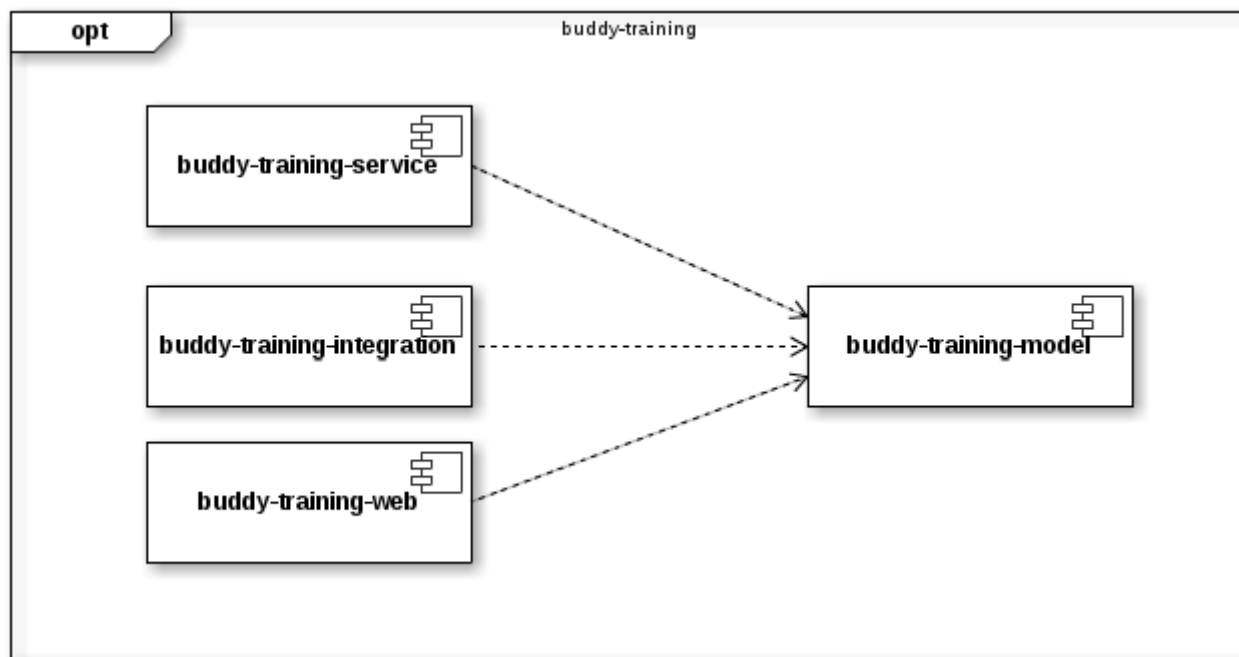 opt
buddy-training
buddy-training-service
buddy-training-integration
buddy-training-model
buddy-training-web